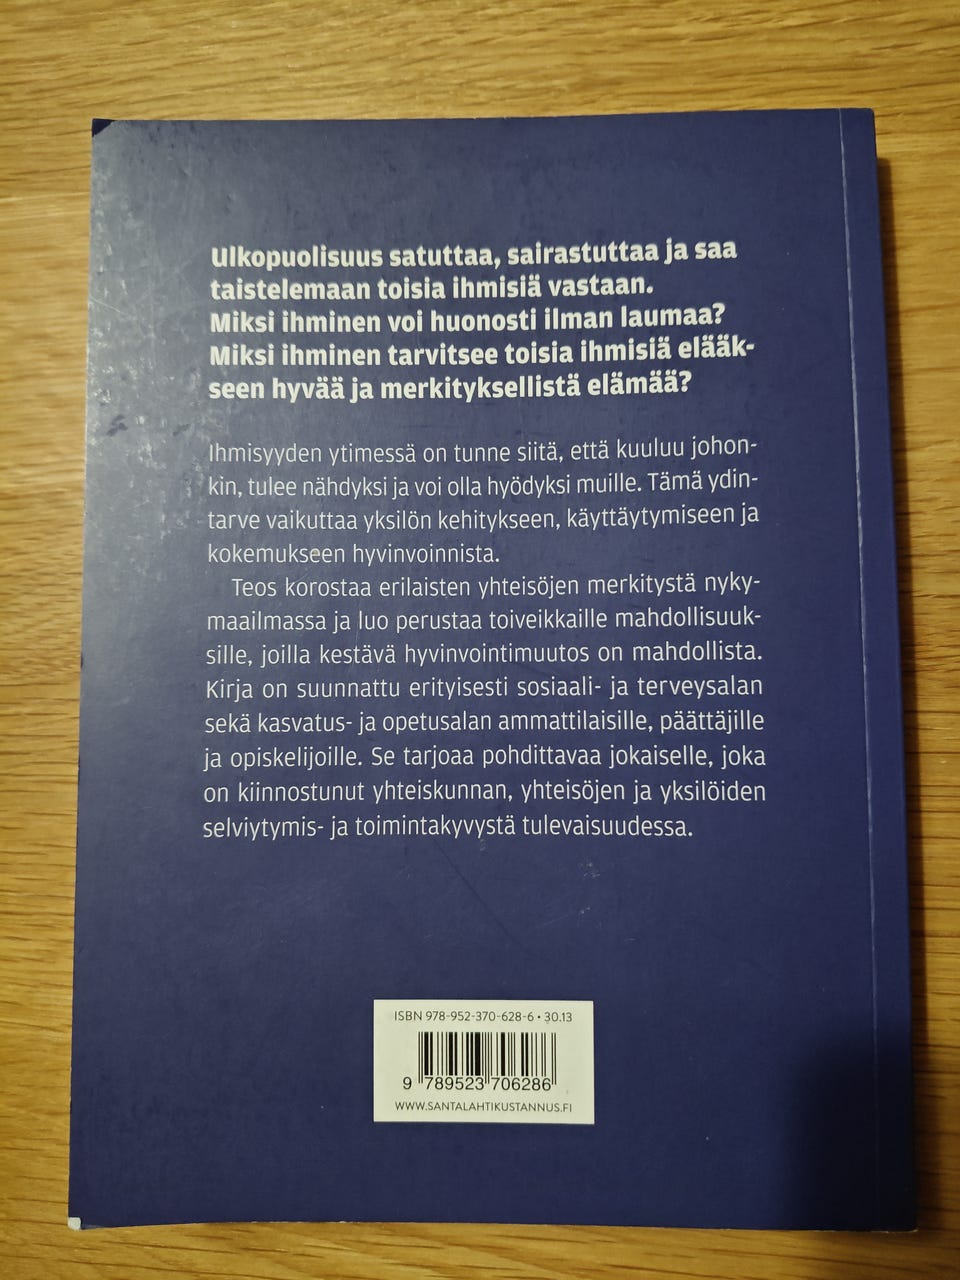 Ulkopuolisuus satuttaa, sairastuttaa ja saa
taistelemaan toisia ihmisiä vastaan.
Miksi ihminen voi huonosti ilman laumaa?
Miksi ihminen tarvitsee toisia ihmisiä elääk-
seen hyvää ja merkityksellistä elämää?
Ihmisyyden ytimessä on tunne siitä, että kuuluu johon-
kin, tulee nähdyksi ja voi olla hyödyksi muille. Tämä ydin-
tarve vaikuttaa yksilön kehitykseen, käyttäytymiseen ja
kokemukseen hyvinvoinnista.
Teos korostaa erilaisten yhteisöjen merkitystä nyky-
maailmassa ja luo perustaa toiveikkaille mahdollisuuk-
sille, joilla kestävä hyvinvointimuutos on mahdollista.
Kirja on suunnattu erityisesti sosiaali- ja terveysalan
sekä kasvatus- ja opetusalan ammattilaisille, päättäjille
ja opiskelijoille. Se tarjoaa pohdittavaa jokaiselle, joka
on kiinnostunut yhteiskunnan, yhteisöjen ja yksilöiden
selviytymis- ja toimintakyvystä tulevaisuudessa.
ISBN 978-952-370-628-6 • 30.13
9 789523 706286
WWW.SANTALAHTIKUSTANNUS.FI